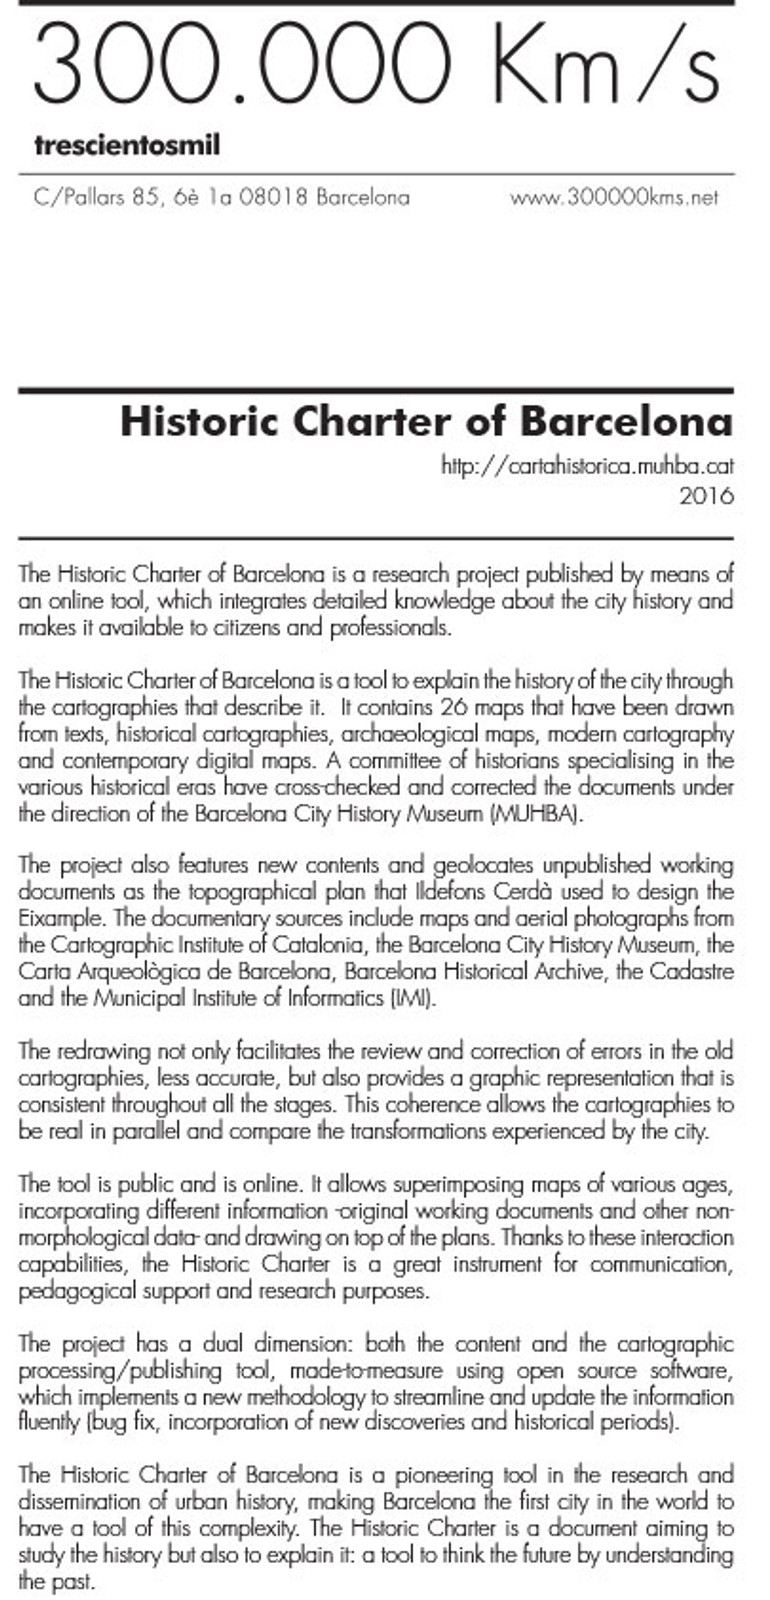 300.000 Km/s
trescientosmil
C/Pallars 85, 6è 1a 08018 Barcelona www.300000kms.net
Historic Charter of Barcelona
http://cartahistorica.muhba.cat
2016
The Historic Charter of Barcelona is a research project published by means of
an online tool, which integrates detailed knowledge about the city history and
makes it available to citizens and professionals.
The Historic Charter of Barcelona is a tool to explain the history of the city through
the cartographies that describe it. It contains 26 maps that have been drawn
from texts, historical cartographies, archaeological maps, modern cartography
and contemporary digital maps. A committee of historians specialising in the
various historical eras have cross-checked and corrected the documents under
the direction of the Barcelona City History Museum (MUHBA).
The project also features new contents and geolocates unpublished working
documents as the topographical plan that Ildefons Cerdà used to design the
Eixample. The documentary sources include maps and aerial photographs from
the Cartographic Institute of Catalonia, the Barcelona City History Museum, the
Carta Arqueològica de Barcelona, Barcelona Historical Archive, the Cadastre
and the Municipal Institute of Informatics (IMI).
The redrawing not only facilitates the review and correction of errors in the old
cartographies, less accurate, but also provides a graphic representation that is
consistent throughout all the stages. This coherence allows the cartographies to
be real in parallel and compare the transformations experienced by the city.
The tool is public and is online. It allows superimposing maps of various ages,
incorporating different information -original working documents and other non-
morphological data- and drawing on top of the plans. Thanks to these interaction
capabilities, the Historic Charter is a great instrument for communication,
pedagogical support and research purposes.
The project has a dual dimension: both the content and the cartographic
processing/publishing tool, made-to-measure using open source software,
which implements a new methodology to streamline and update the information
fluently (bug fix, incorporation of new discoveries and historical periods).
The Historic Charter of Barcelona is a pioneering tool in the research and
dissemination of urban history, making Barcelona the first city in the world to
have a tool of this complexity. The Historic Charter is a document aiming to
study the history but also to explain it: a tool to think the future by understanding
the past.